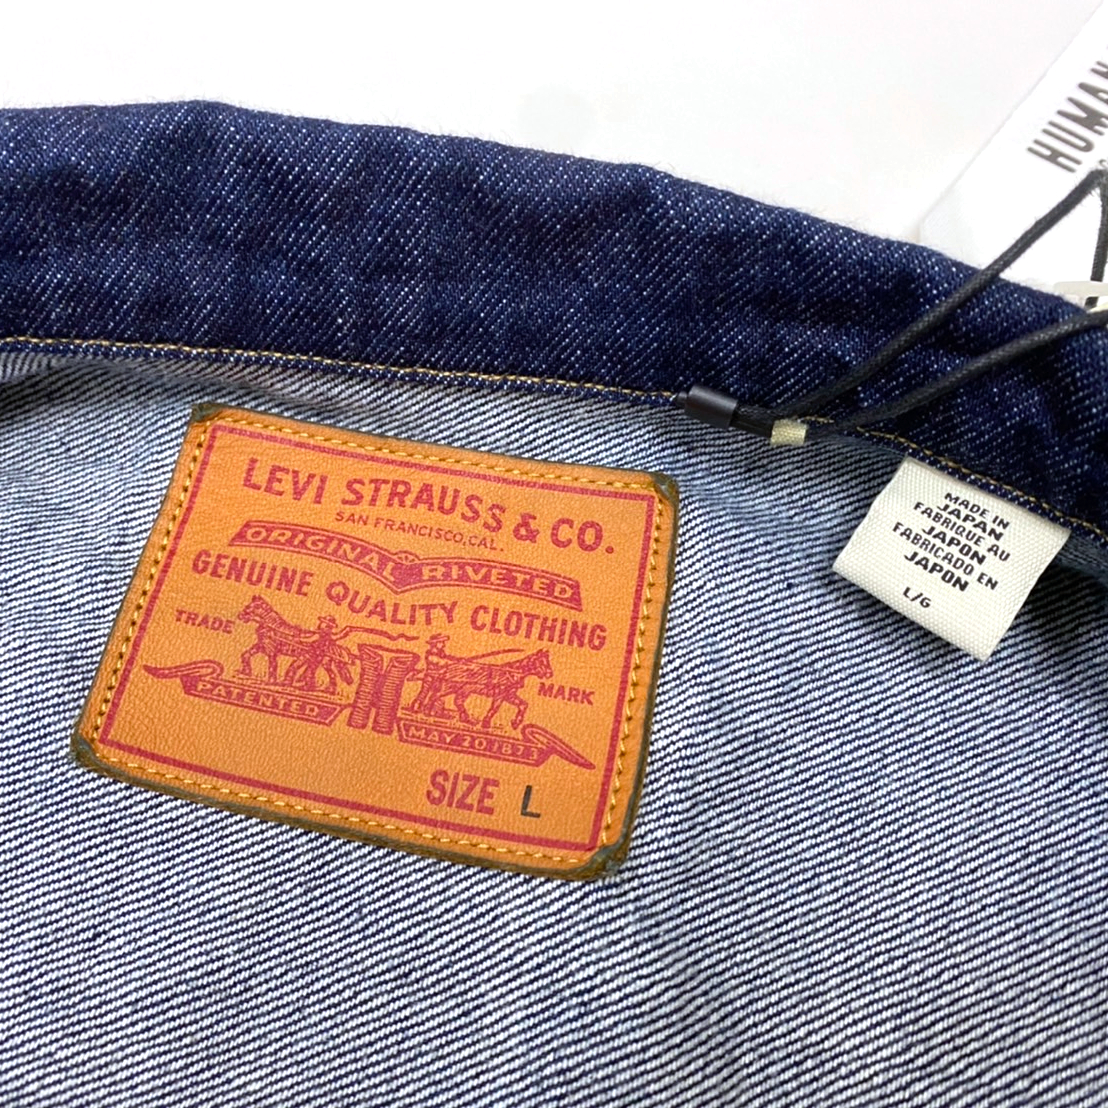 HUMAN
LEVI STRAUSS & CO.
SAN FRANCISCO, CAL.
ORIGINAL RIVETED
GENUINE QUALITY CLOTHING
TRADE MARK
PATENTED MAY 20 1873
SIZE L
MADE IN
JAPAN
FABRIQUE AU
JAPON
FABRICADO EN
JAPON
L/G